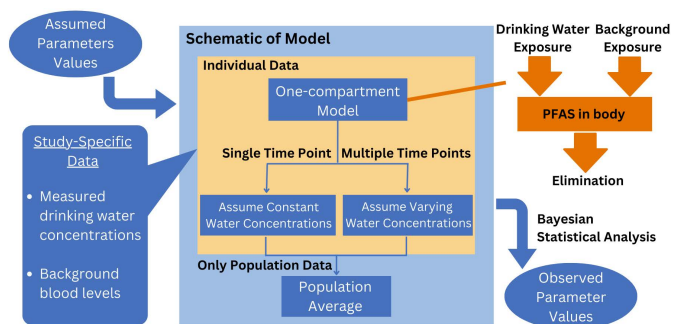 Assumed
Parameters
Values
Schematic of Model
Drinking Water
Exposure
Background
Exposure
Individual Data
One-compartment
Model
PFAS in body
Elimination
Study-Specific
Data
• Measured
drinking water
concentrations
• Background
blood levels
Single Time Point
Multiple Time Points
Assume Constant
Water Concentrations
Assume Varying
Water Concentrations
Only Population Data
Population
Average
Bayesian
Statistical Analysis
Observed
Parameter
Values